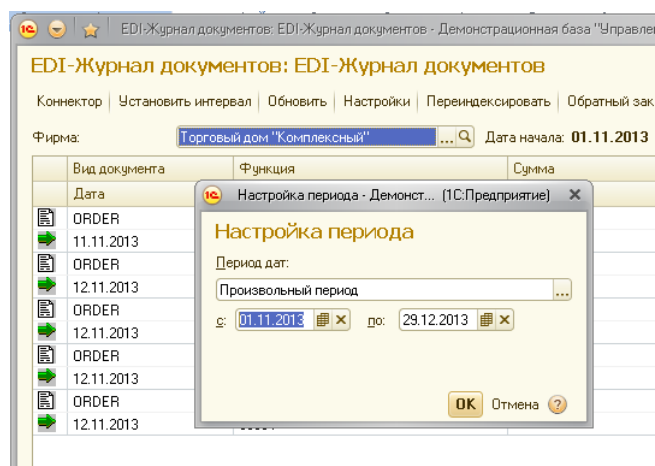 EDI-Журнал документов: EDI-Журнал документов - Демонстрационная база "Управле
EDI-Журнал документов: EDI-Журнал документов
Коннектор Установить интервал Обновить Настройки Переиндексировать Обратный зак
Фирма: Торговый дом "Комплексный" ... Дата начала: 01.11.2013
Вид документа Функция Сумма
Дата
ORDER
11.11.2013
ORDER
12.11.2013
ORDER
12.11.2013
ORDER
12.11.2013
ORDER
12.11.2013
Настройка периода - Демонст... (1С:Предприятие)
Настройка периода
Период дат:
Произвольный период ...
с: 01.11.2013 по: 29.12.2013
OK Отмена ?